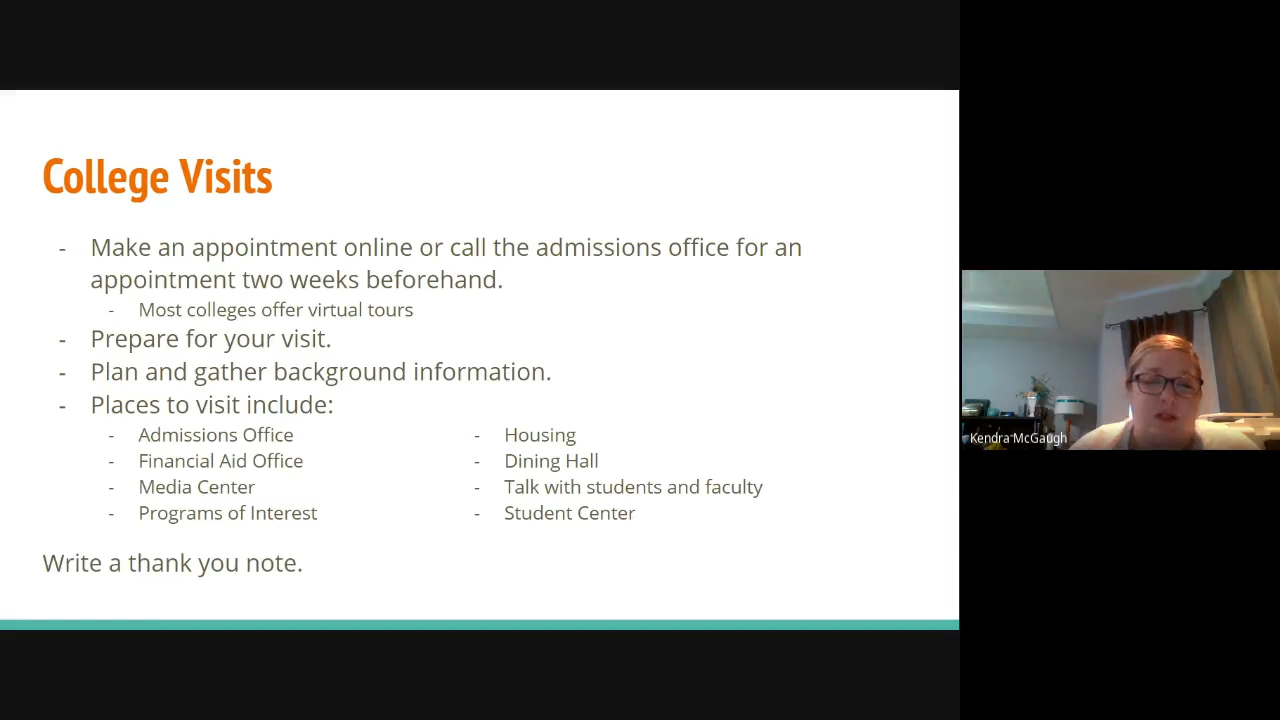 College Visits
- Make an appointment online or call the admissions office for an
appointment two weeks beforehand.
- Most colleges offer virtual tours
- Prepare for your visit.
- Plan and gather background information.
- Places to visit include:
- Admissions Office
- Financial Aid Office
- Media Center
- Programs of Interest
- Housing
- Dining Hall
- Talk with students and faculty
- Student Center
Write a thank you note.
Kendra McGaugh